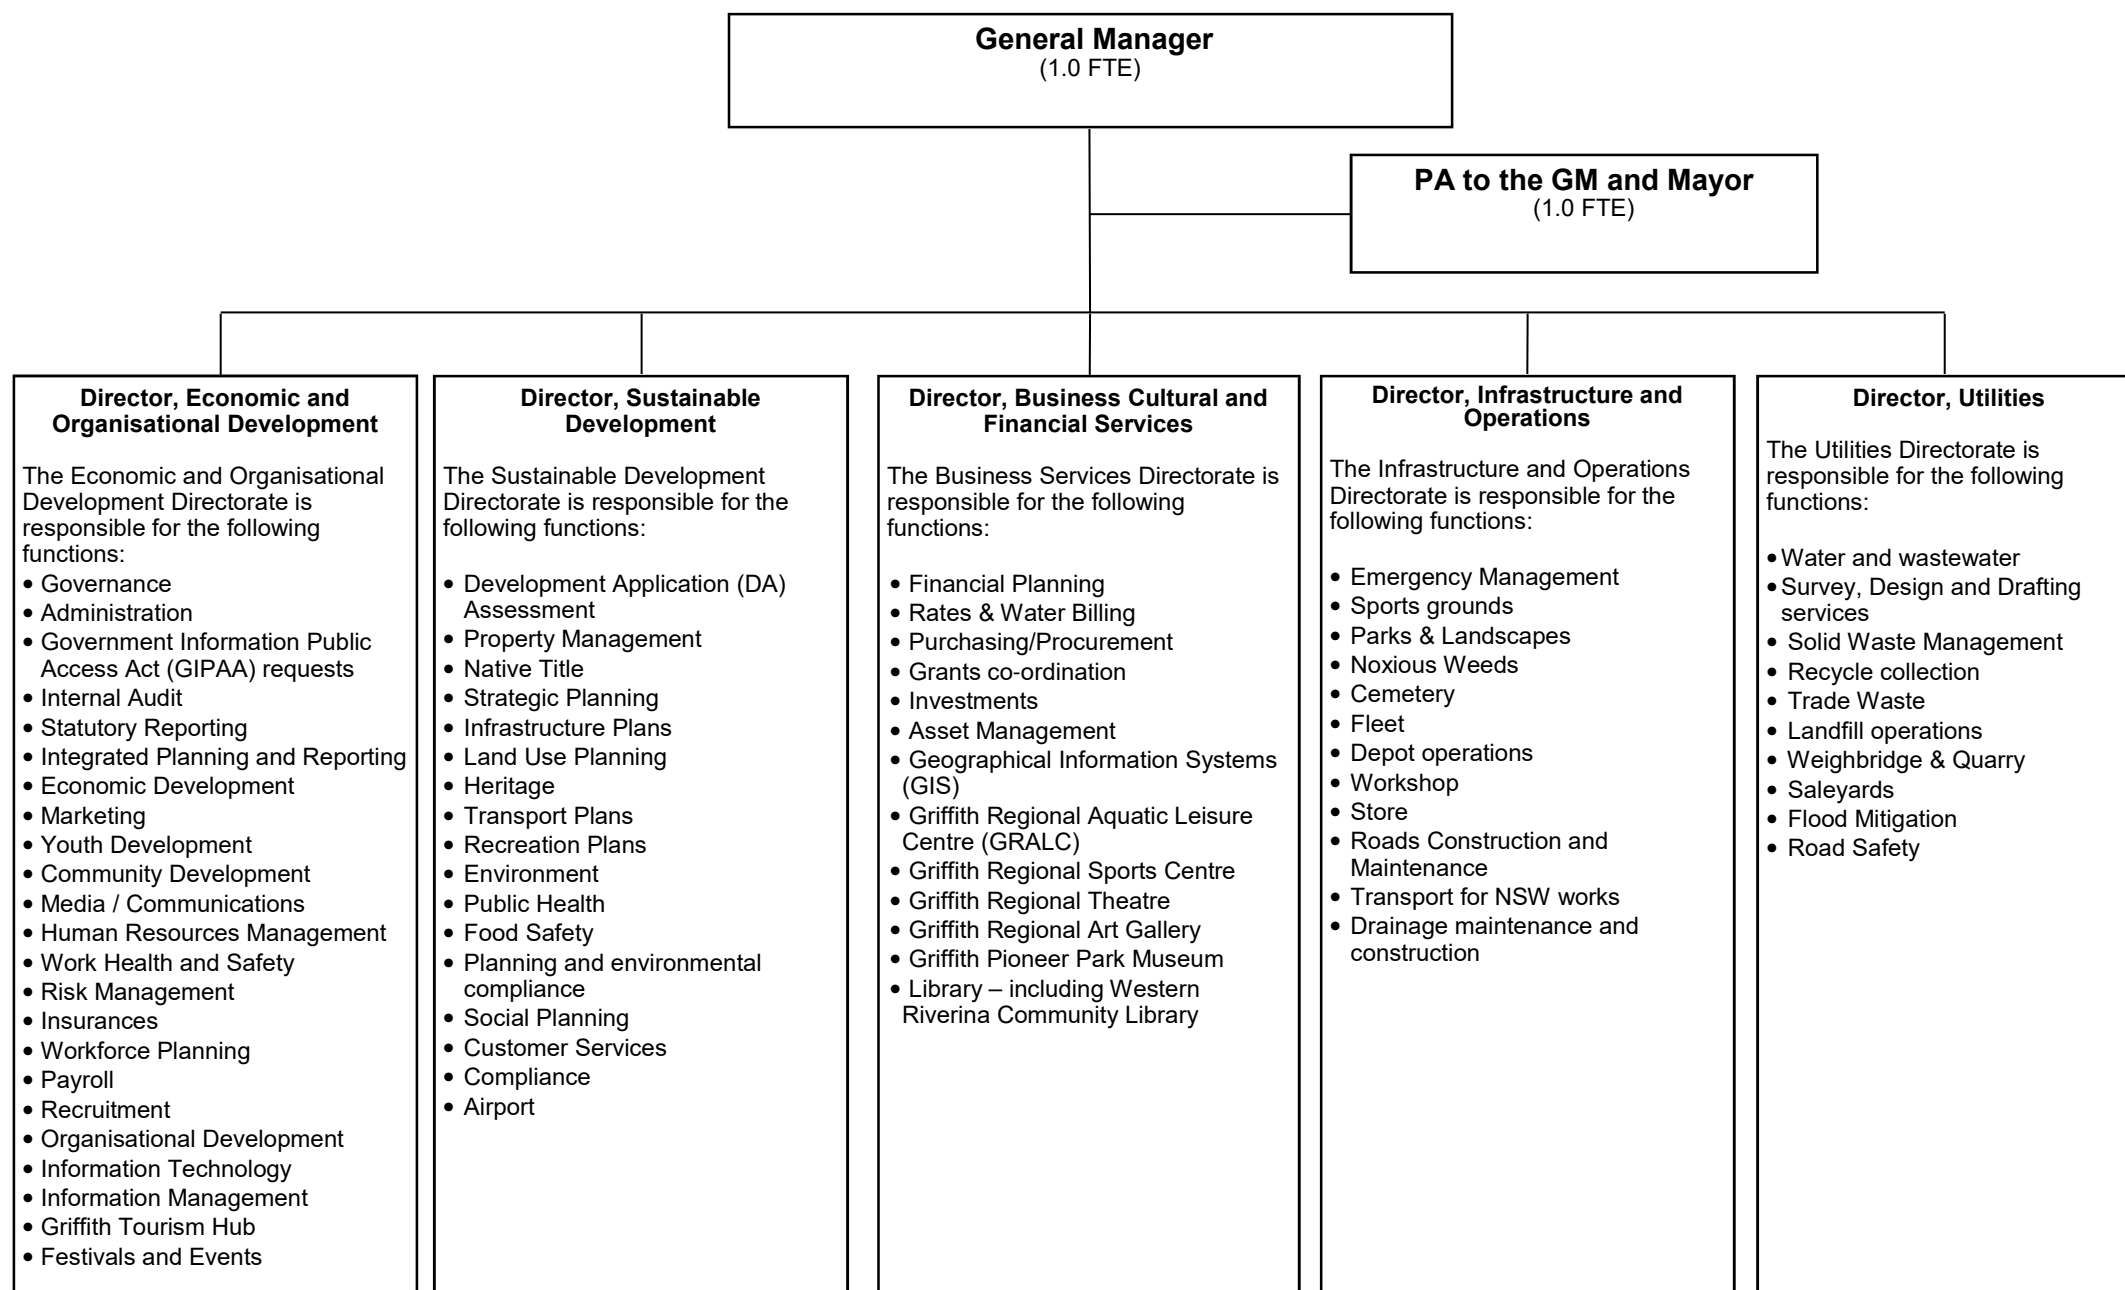 General Manager
(1.0 FTE)
PA to the GM and Mayor
(1.0 FTE)
Director, Economic and
Organisational Development
The Economic and Organisational
Development Directorate is
responsible for the following
functions:
• Governance
• Administration
• Government Information Public
Access Act (GIPAA) requests
• Internal Audit
• Statutory Reporting
• Integrated Planning and Reporting
• Economic Development
• Marketing
• Youth Development
• Community Development
• Media / Communications
• Human Resources Management
• Work Health and Safety
• Risk Management
• Insurances
• Workforce Planning
• Payroll
• Recruitment
• Organisational Development
• Information Technology
• Information Management
• Griffith Tourism Hub
• Festivals and Events
Director, Sustainable
Development
The Sustainable Development
Directorate is responsible for the
following functions:
• Development Application (DA)
Assessment
• Property Management
• Native Title
• Strategic Planning
• Infrastructure Plans
• Land Use Planning
• Heritage
• Transport Plans
• Recreation Plans
• Environment
• Public Health
• Food Safety
• Planning and environmental
compliance
• Social Planning
• Customer Services
• Compliance
• Airport
Director, Business Cultural and
Financial Services
The Business Services Directorate is
responsible for the following
functions:
• Financial Planning
• Rates & Water Billing
• Purchasing/Procurement
• Grants co-ordination
• Investments
• Asset Management
• Geographical Information Systems
(GIS)
• Griffith Regional Aquatic Leisure
Centre (GRALC)
• Griffith Regional Sports Centre
• Griffith Regional Theatre
• Griffith Regional Art Gallery
• Griffith Pioneer Park Museum
• Library – including Western
Riverina Community Library
Director, Infrastructure and
Operations
The Infrastructure and Operations
Directorate is responsible for the
following functions:
• Emergency Management
• Sports grounds
• Parks & Landscapes
• Noxious Weeds
• Cemetery
• Fleet
• Depot operations
• Workshop
• Store
• Roads Construction and
Maintenance
• Transport for NSW works
• Drainage maintenance and
construction
Director, Utilities
The Utilities Directorate is
responsible for the following
functions:
• Water and wastewater
• Survey, Design and Drafting
services
• Solid Waste Management
• Recycle collection
• Trade Waste
• Landfill operations
• Weighbridge & Quarry
• Saleyards
• Flood Mitigation
• Road Safety